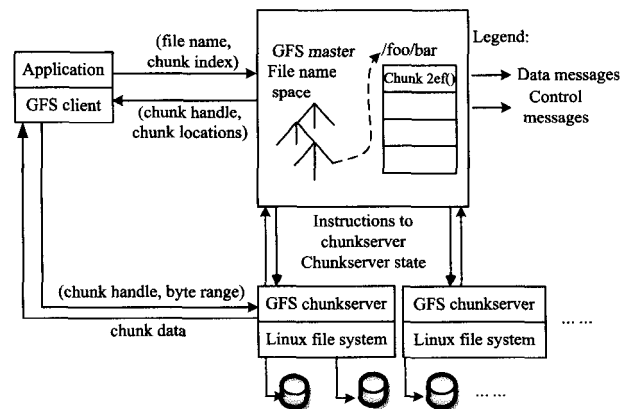 (file name,
chunk index)
Application
GFS client
(chunk handle,
chunk locations)
GFS master
File name
space
/foo/bar
Chunk 2ef()
Legend:
Data messages
Control
messages
Instructions to
chunkserver
Chunkserver state
(chunk handle, byte range)
chunk data
GFS chunkserver
Linux file system
GFS chunkserver
Linux file system
... ...
... ...